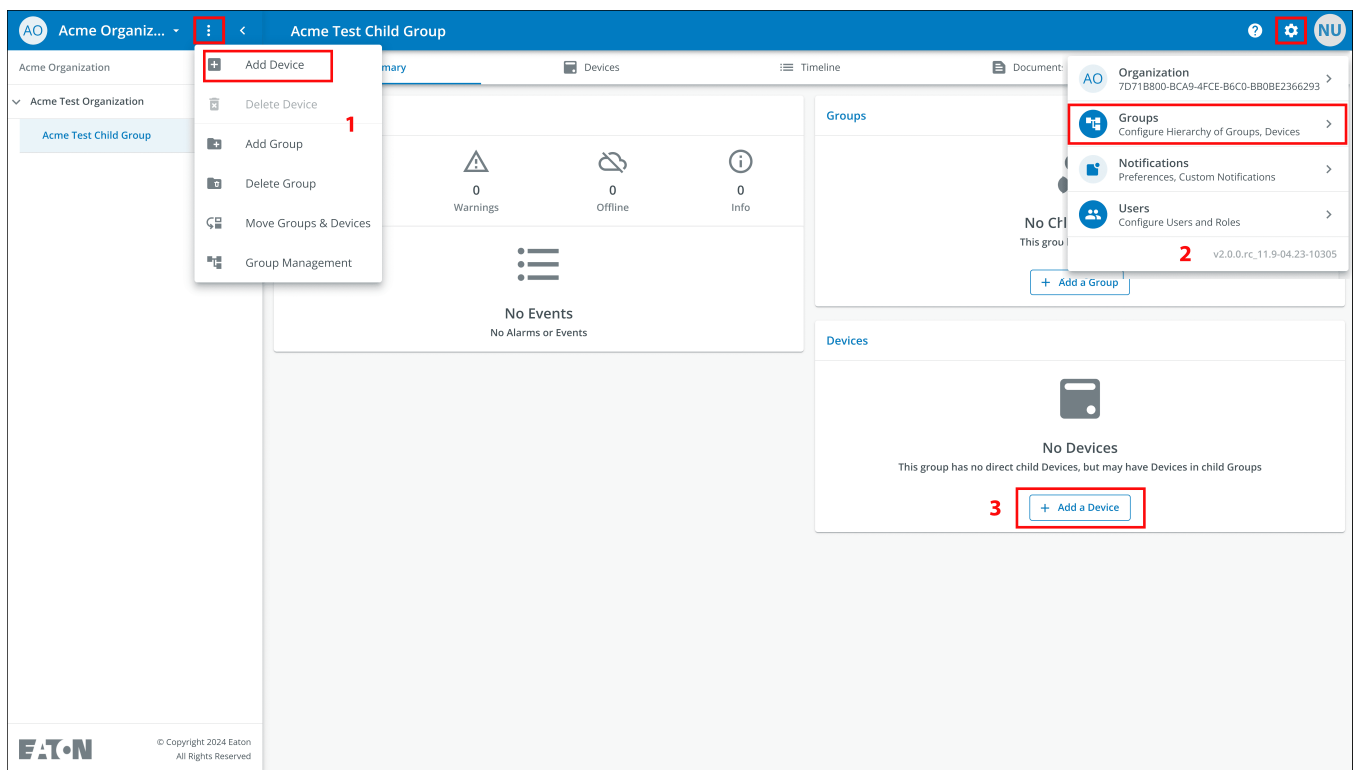 AO Acme Organiz... Acme Test Child Group NU
Acme Organization
Acme Test Organization
Acme Test Child Group
Add Device
Delete Device
1
Add Group
Delete Group
Move Groups & Devices
Group Management
mary Devices Timeline Document
0
Warnings
0
Offline
0
Info
No Events
No Alarms or Events
Groups
No Ch
This grou
+ Add a Group
AO Organization
7D71B800-BCA9-4FCE-B6C0-BB0BE2366293
Groups
Configure Hierarchy of Groups, Devices
Notifications
Preferences, Custom Notifications
Users
Configure Users and Roles
2 v2.0.0.rc_11.9-04.23-10305
Devices
No Devices
This group has no direct child Devices, but may have Devices in child Groups
3 + Add a Device
EATON
© Copyright 2024 Eaton
All Rights Reserved